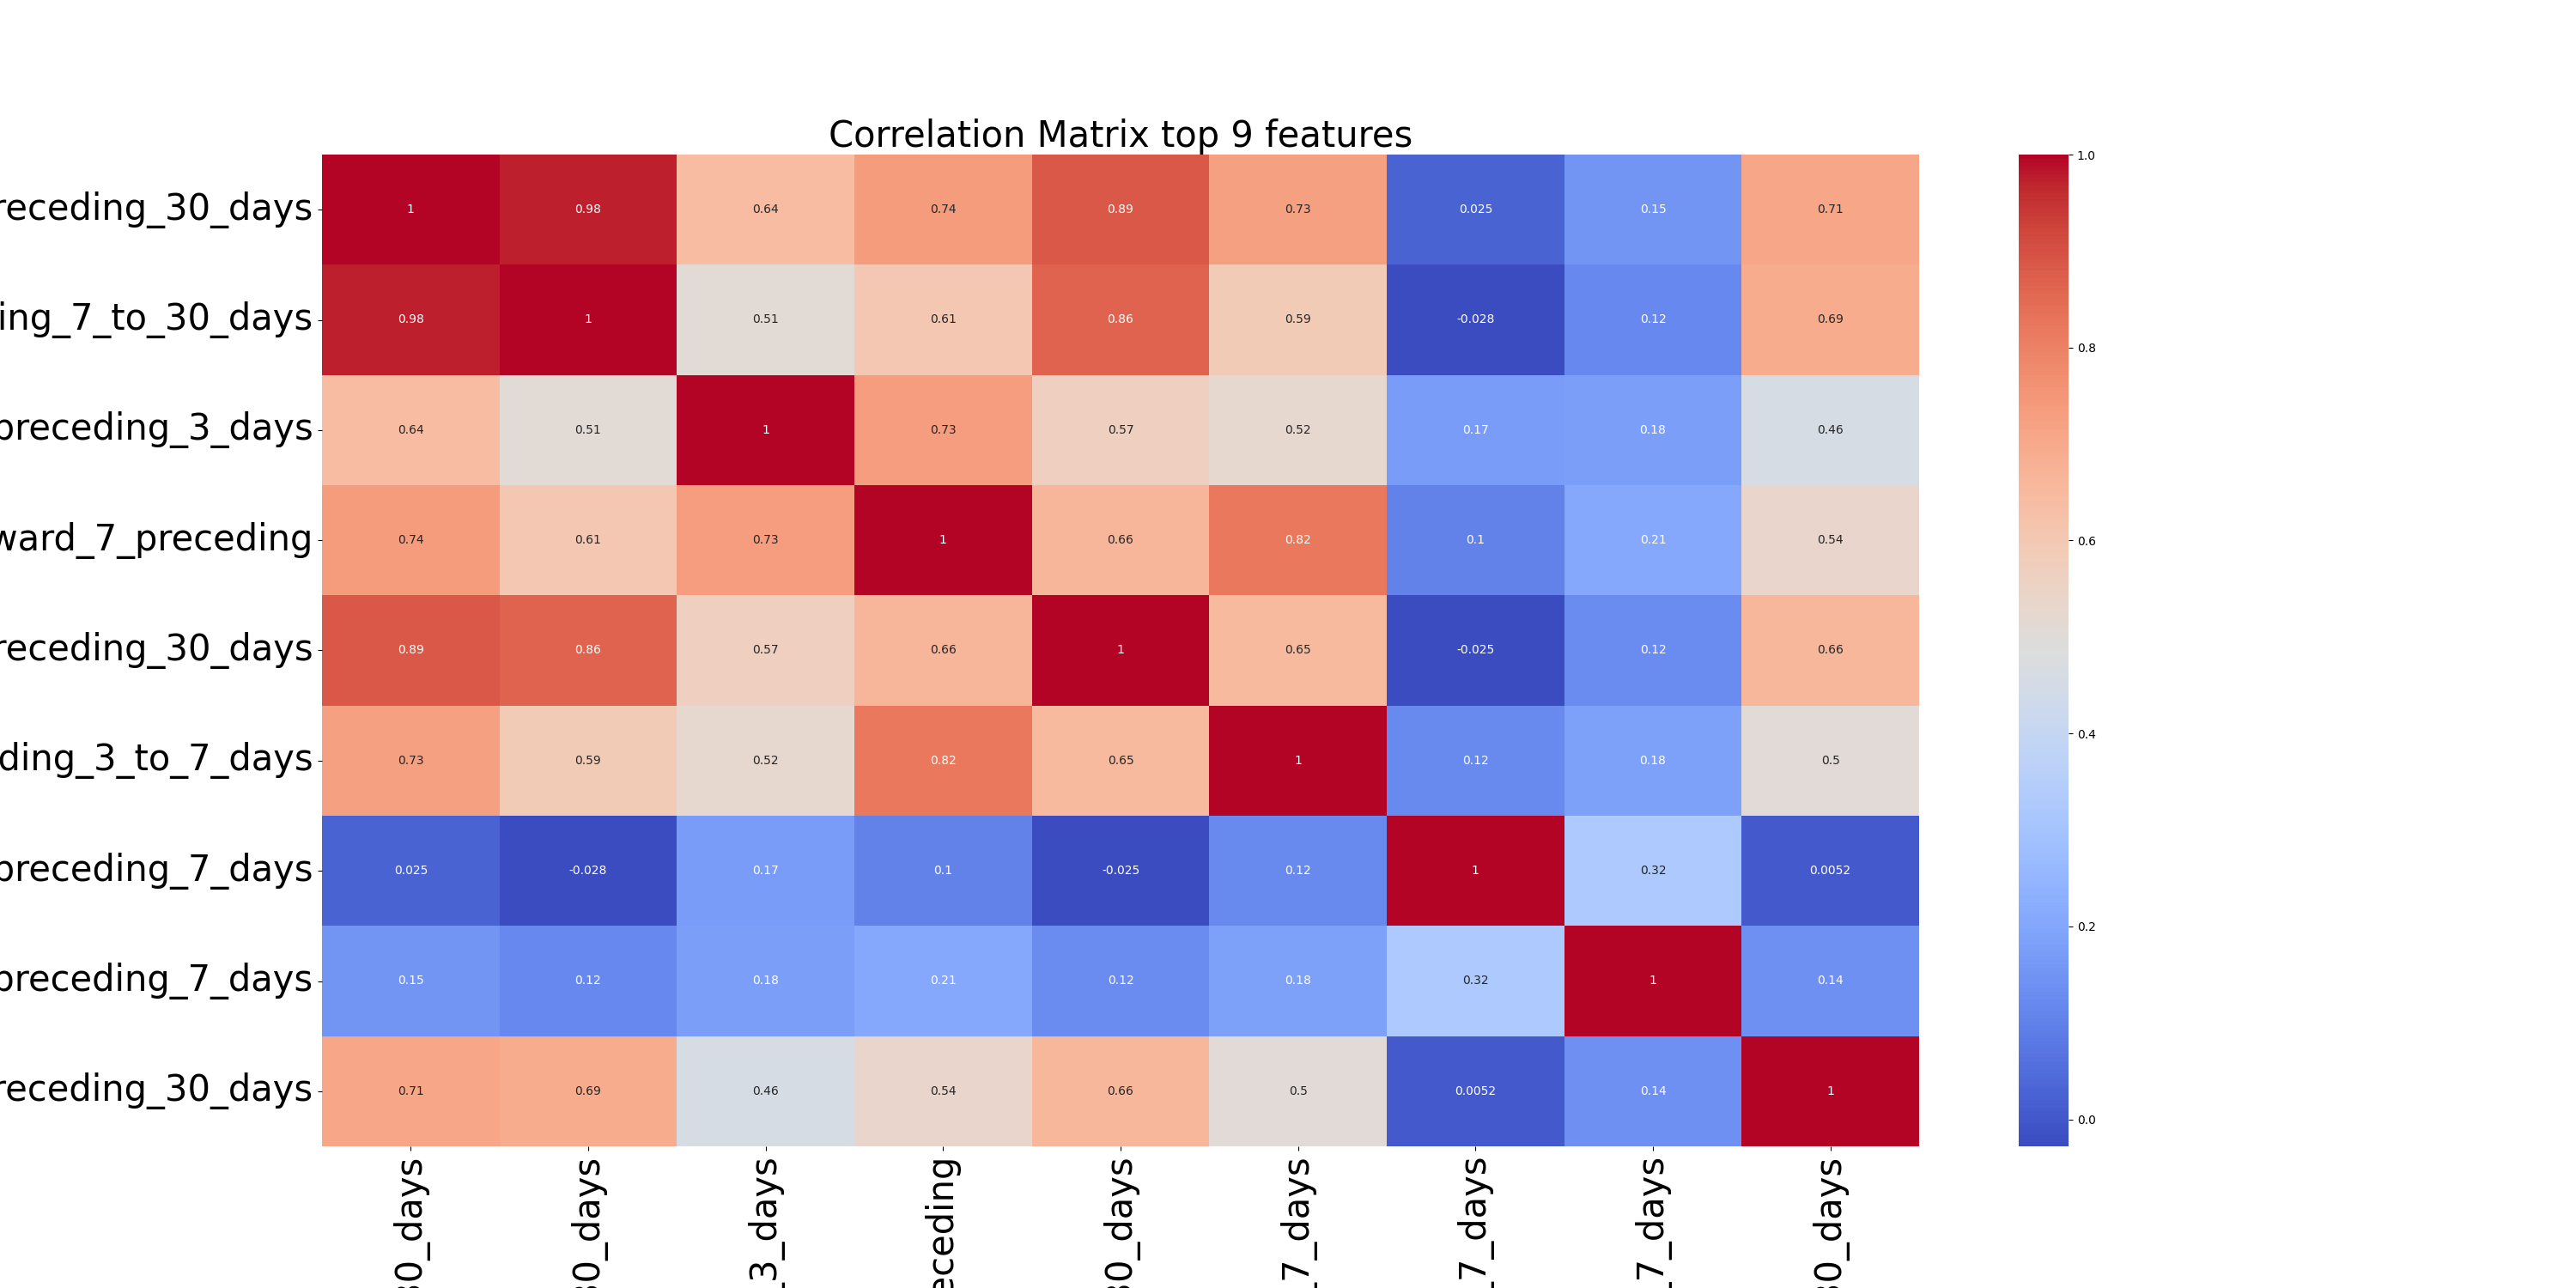 Correlation Matrix top 9 features
receding_30_days 1 0.98 0.64 0.74 0.89 0.73 0.025 0.15 0.71 1.0
ing_7_to_30_days 0.98 1 0.51 0.61 0.86 0.59 -0.028 0.12 0.69 0.8
preceding_3_days 0.64 0.51 1 0.73 0.57 0.52 0.17 0.18 0.46
ward_7_preceding 0.74 0.61 0.73 1 0.66 0.82 0.1 0.21 0.54 0.6
receding_30_days 0.89 0.86 0.57 0.66 1 0.65 -0.025 0.12 0.66
ding_3_to_7_days 0.73 0.59 0.52 0.82 0.65 1 0.12 0.18 0.5 0.4
preceding_7_days 0.025 -0.028 0.17 0.1 -0.025 0.12 1 0.32 0.0052
preceding_7_days 0.15 0.12 0.18 0.21 0.12 0.18 0.32 1 0.14 0.2
receding_30_days 0.71 0.69 0.46 0.54 0.66 0.5 0.0052 0.14 1 0.0
30_days
30_days
_3_days
eceding
30_days
_7_days
_7_days
_7_days
30_days